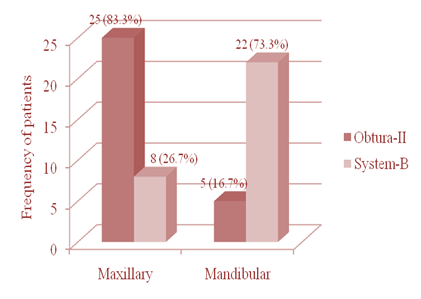 25 (83.3%)
22 (73.3%)
8 (26.7%)
5 (16.7%)
Frequency of patients
25
20
15
10
5
0
Maxillary
Mandibular
Obtura-II
System-B